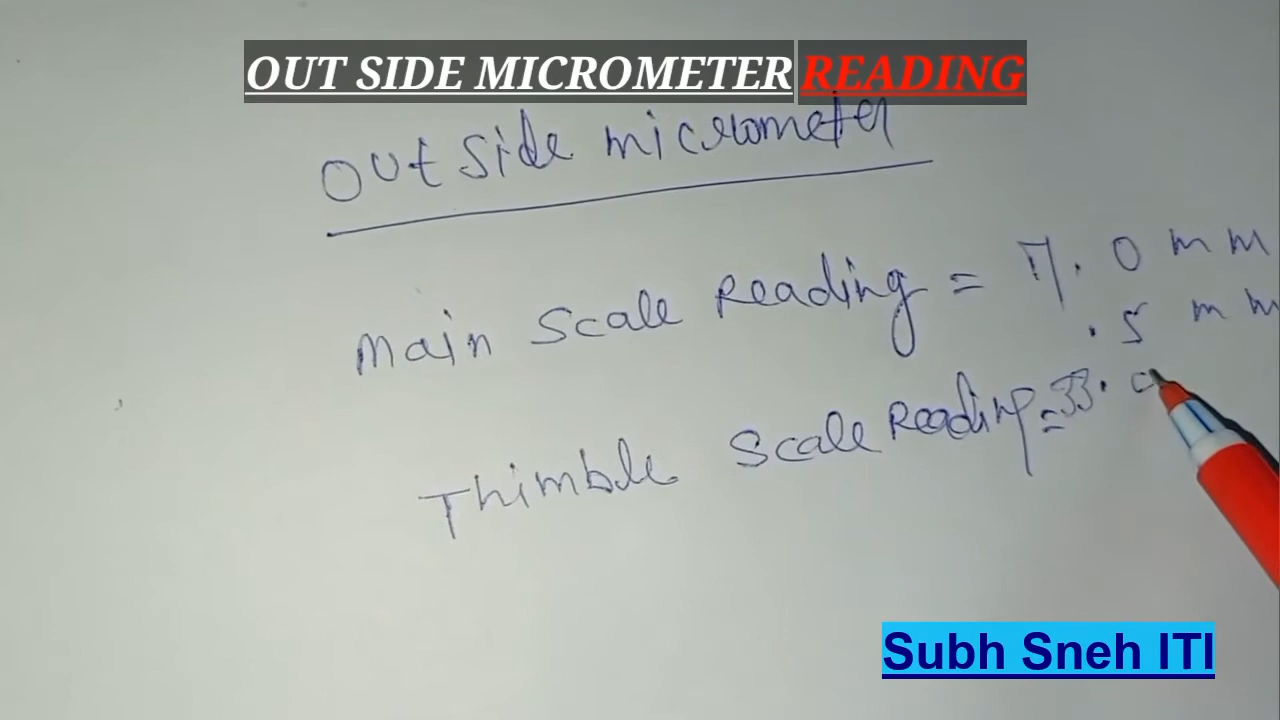 OUT SIDE MICROMETER READING
Out Side micrometer
Main Scale Reading = 7.0 mm
.5 mm
Thimble Scale Reading = 33.
Subh Sneh ITI